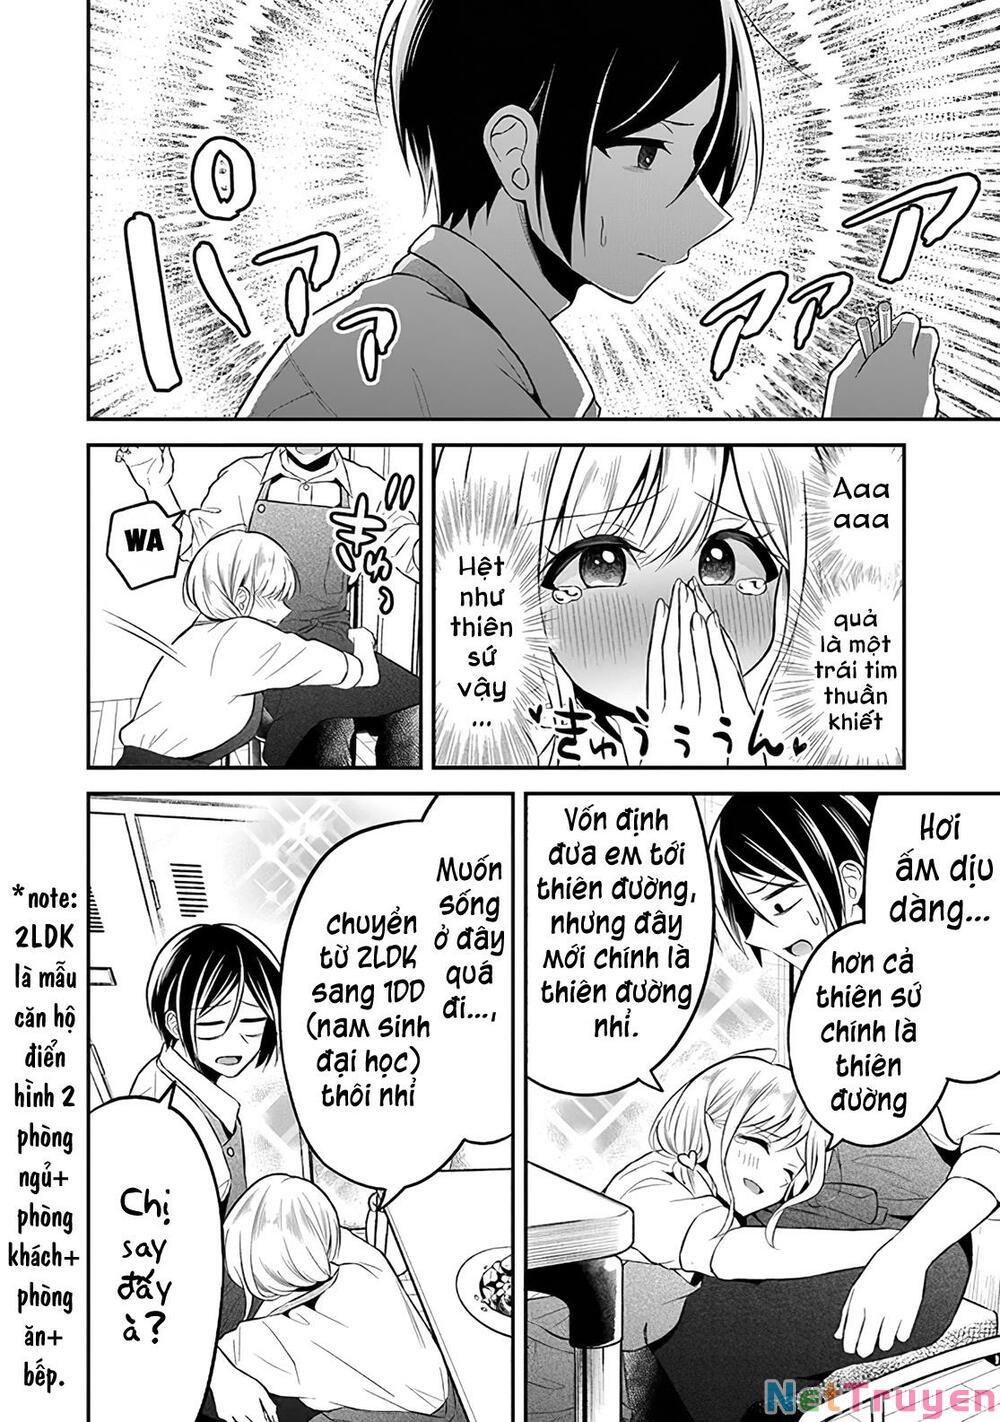 パアアア
アアア
Aaa
aaa
quả
là một
trái tim
thuần
khiết
Hệt
như
thiên
sứ
vậy
...
きゅううん
WA
ぎゅっ
Hơi
ấm dịu
dàng...
hơn cả
thiên sứ
chính là
thiên
đường
Vốn định
đưa em tới
thiên đường,
nhưng đây
mới chính là
thiên đường
nhỉ.
Muốn
sống
ở đây
quá
đi...,
chuyển
từ 2LDK
sang 1DD
(nam sinh
đại học)
thôi nhỉ
Chị
say
đấy
à?
*note:
2LDK
là mẫu
căn hộ
điển
hình 2
phòng
ngủ+
phòng
khách+
phòng
ăn+
bếp.
NetTruyen